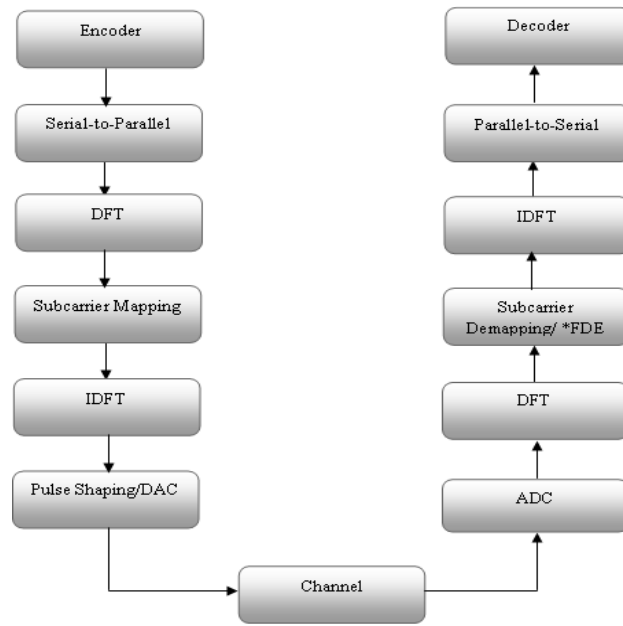 Encoder
Serial-to-Parallel
DFT
Subcarrier Mapping
IDFT
Pulse Shaping/DAC
Channel
Decoder
Parallel-to-Serial
IDFT
Subcarrier
Demapping/ *FDE
DFT
ADC